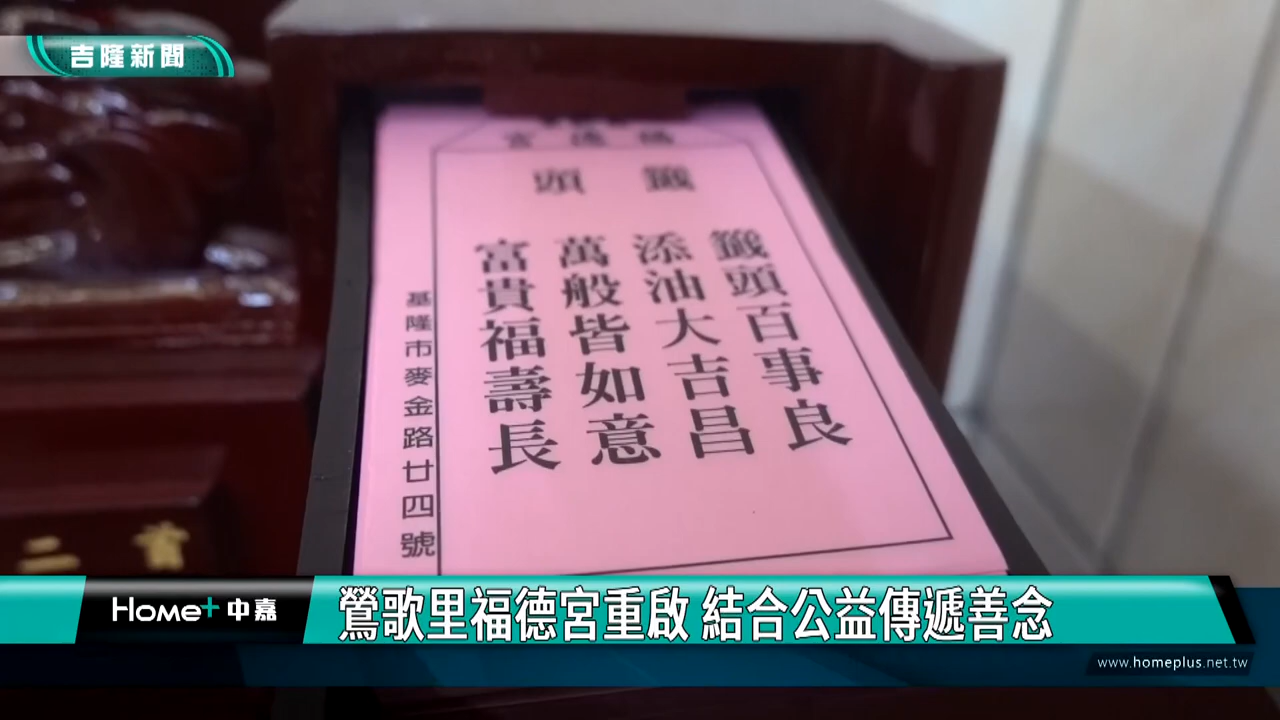 吉隆新聞
福德宮
籤頭
籤頭百事良
添油大吉昌
萬般皆如意
富貴福壽長
基隆市麥金路廿四號
Home+中嘉
鶯歌里福德宮重啟 結合公益傳遞善念
www.homeplus.net.tw